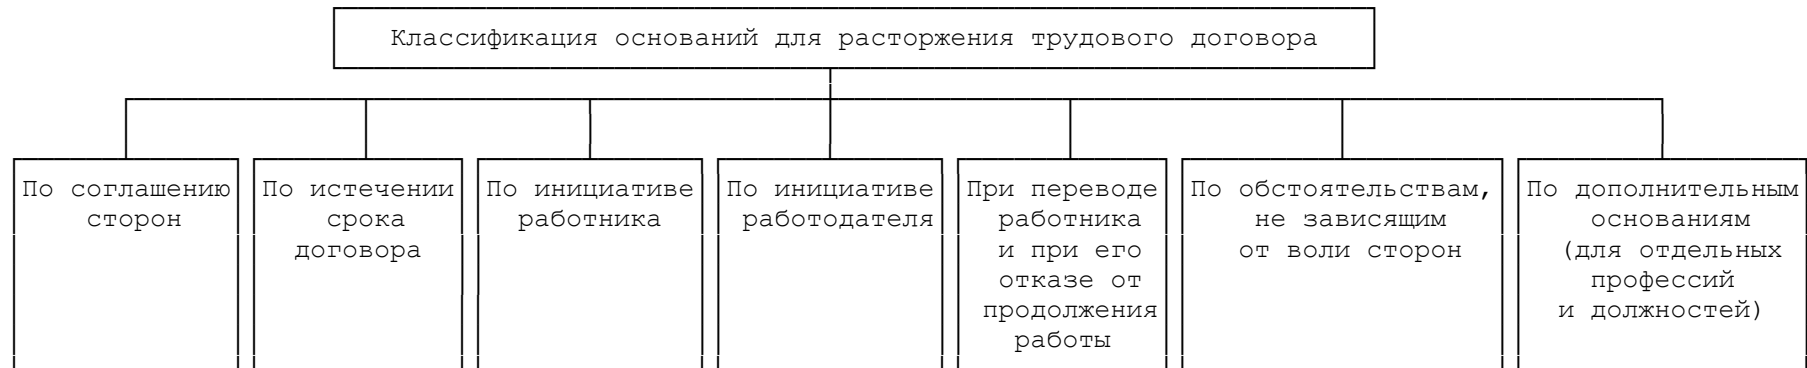 Классификация оснований для расторжения трудового договора
По соглашению
сторон
По истечении
срока
договора
По инициативе
работника
По инициативе
работодателя
При переводе
работника
и при его
отказе от
продолжения
работы
По обстоятельствам,
не зависящим
от воли сторон
По дополнительным
основаниям
(для отдельных
профессий
и должностей)